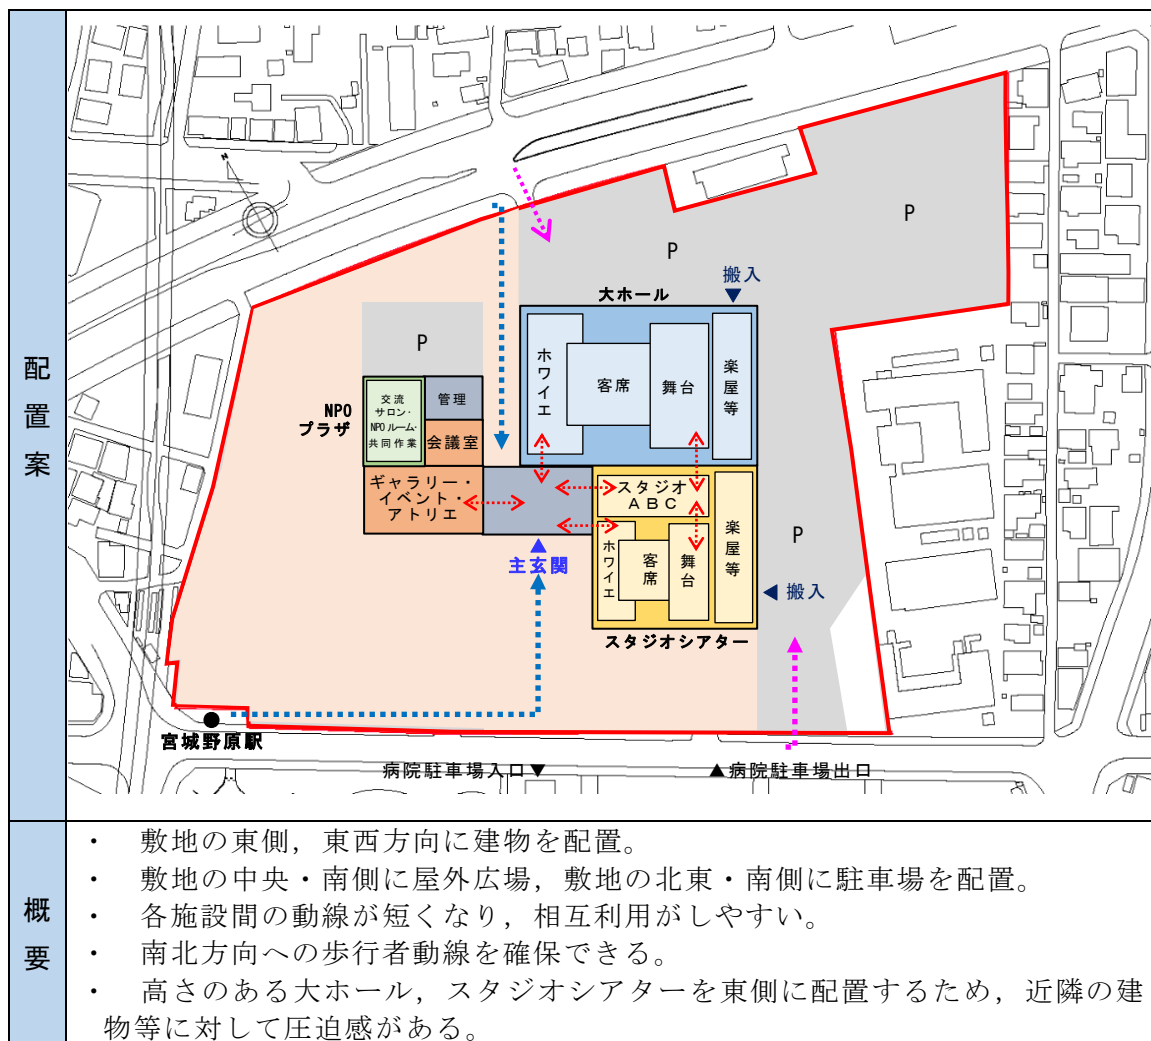 配置案
N
P
P
搬入
大ホール
ホワイエ
客席
舞台
楽屋等
P
NPO
プラザ
交流
サロン・
NPOルーム・
共同作業
管理
会議室
ギャラリー・
イベント・
アトリエ
スタジオ
ABC
ホワイエ
客席
舞台
楽屋等
P
主玄関
搬入
スタジオシアター
宮城野原駅
病院駐車場入口▼
▲病院駐車場出口
概要
・ 敷地の東側，東西方向に建物を配置。
・ 敷地の中央・南側に屋外広場，敷地の北東・南側に駐車場を配置。
・ 各施設間の動線が短くなり，相互利用がしやすい。
・ 南北方向への歩行者動線を確保できる。
・ 高さのある大ホール，スタジオシアターを東側に配置するため，近隣の建
物等に対して圧迫感がある。